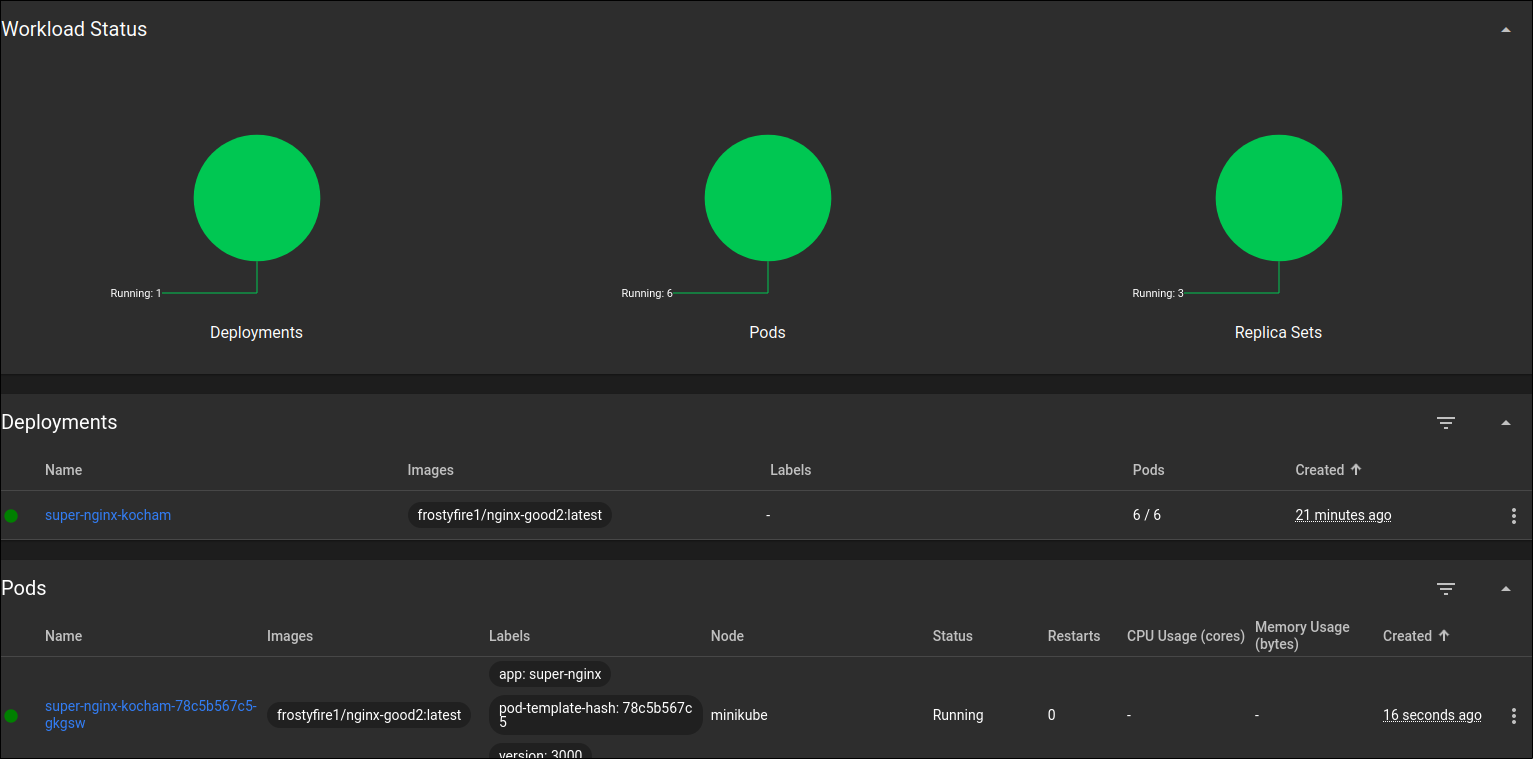 Workload Status
Running: 1
Running: 6
Running: 3
Deployments
Pods
Replica Sets
Deployments
Name Images Labels Pods Created
super-nginx-kocham frostyfire1/nginx-good2:latest - 6 / 6 21 minutes ago
Pods
Name Images Labels Node Status Restarts CPU Usage (cores) Memory Usage (bytes) Created
app: super-nginx
super-nginx-kocham-78c5b567c5-
gkgsw
frostyfire1/nginx-good2:latest
pod-template-hash: 78c5b567c
5
minikube Running 0 - - 16 seconds ago
version: 3000